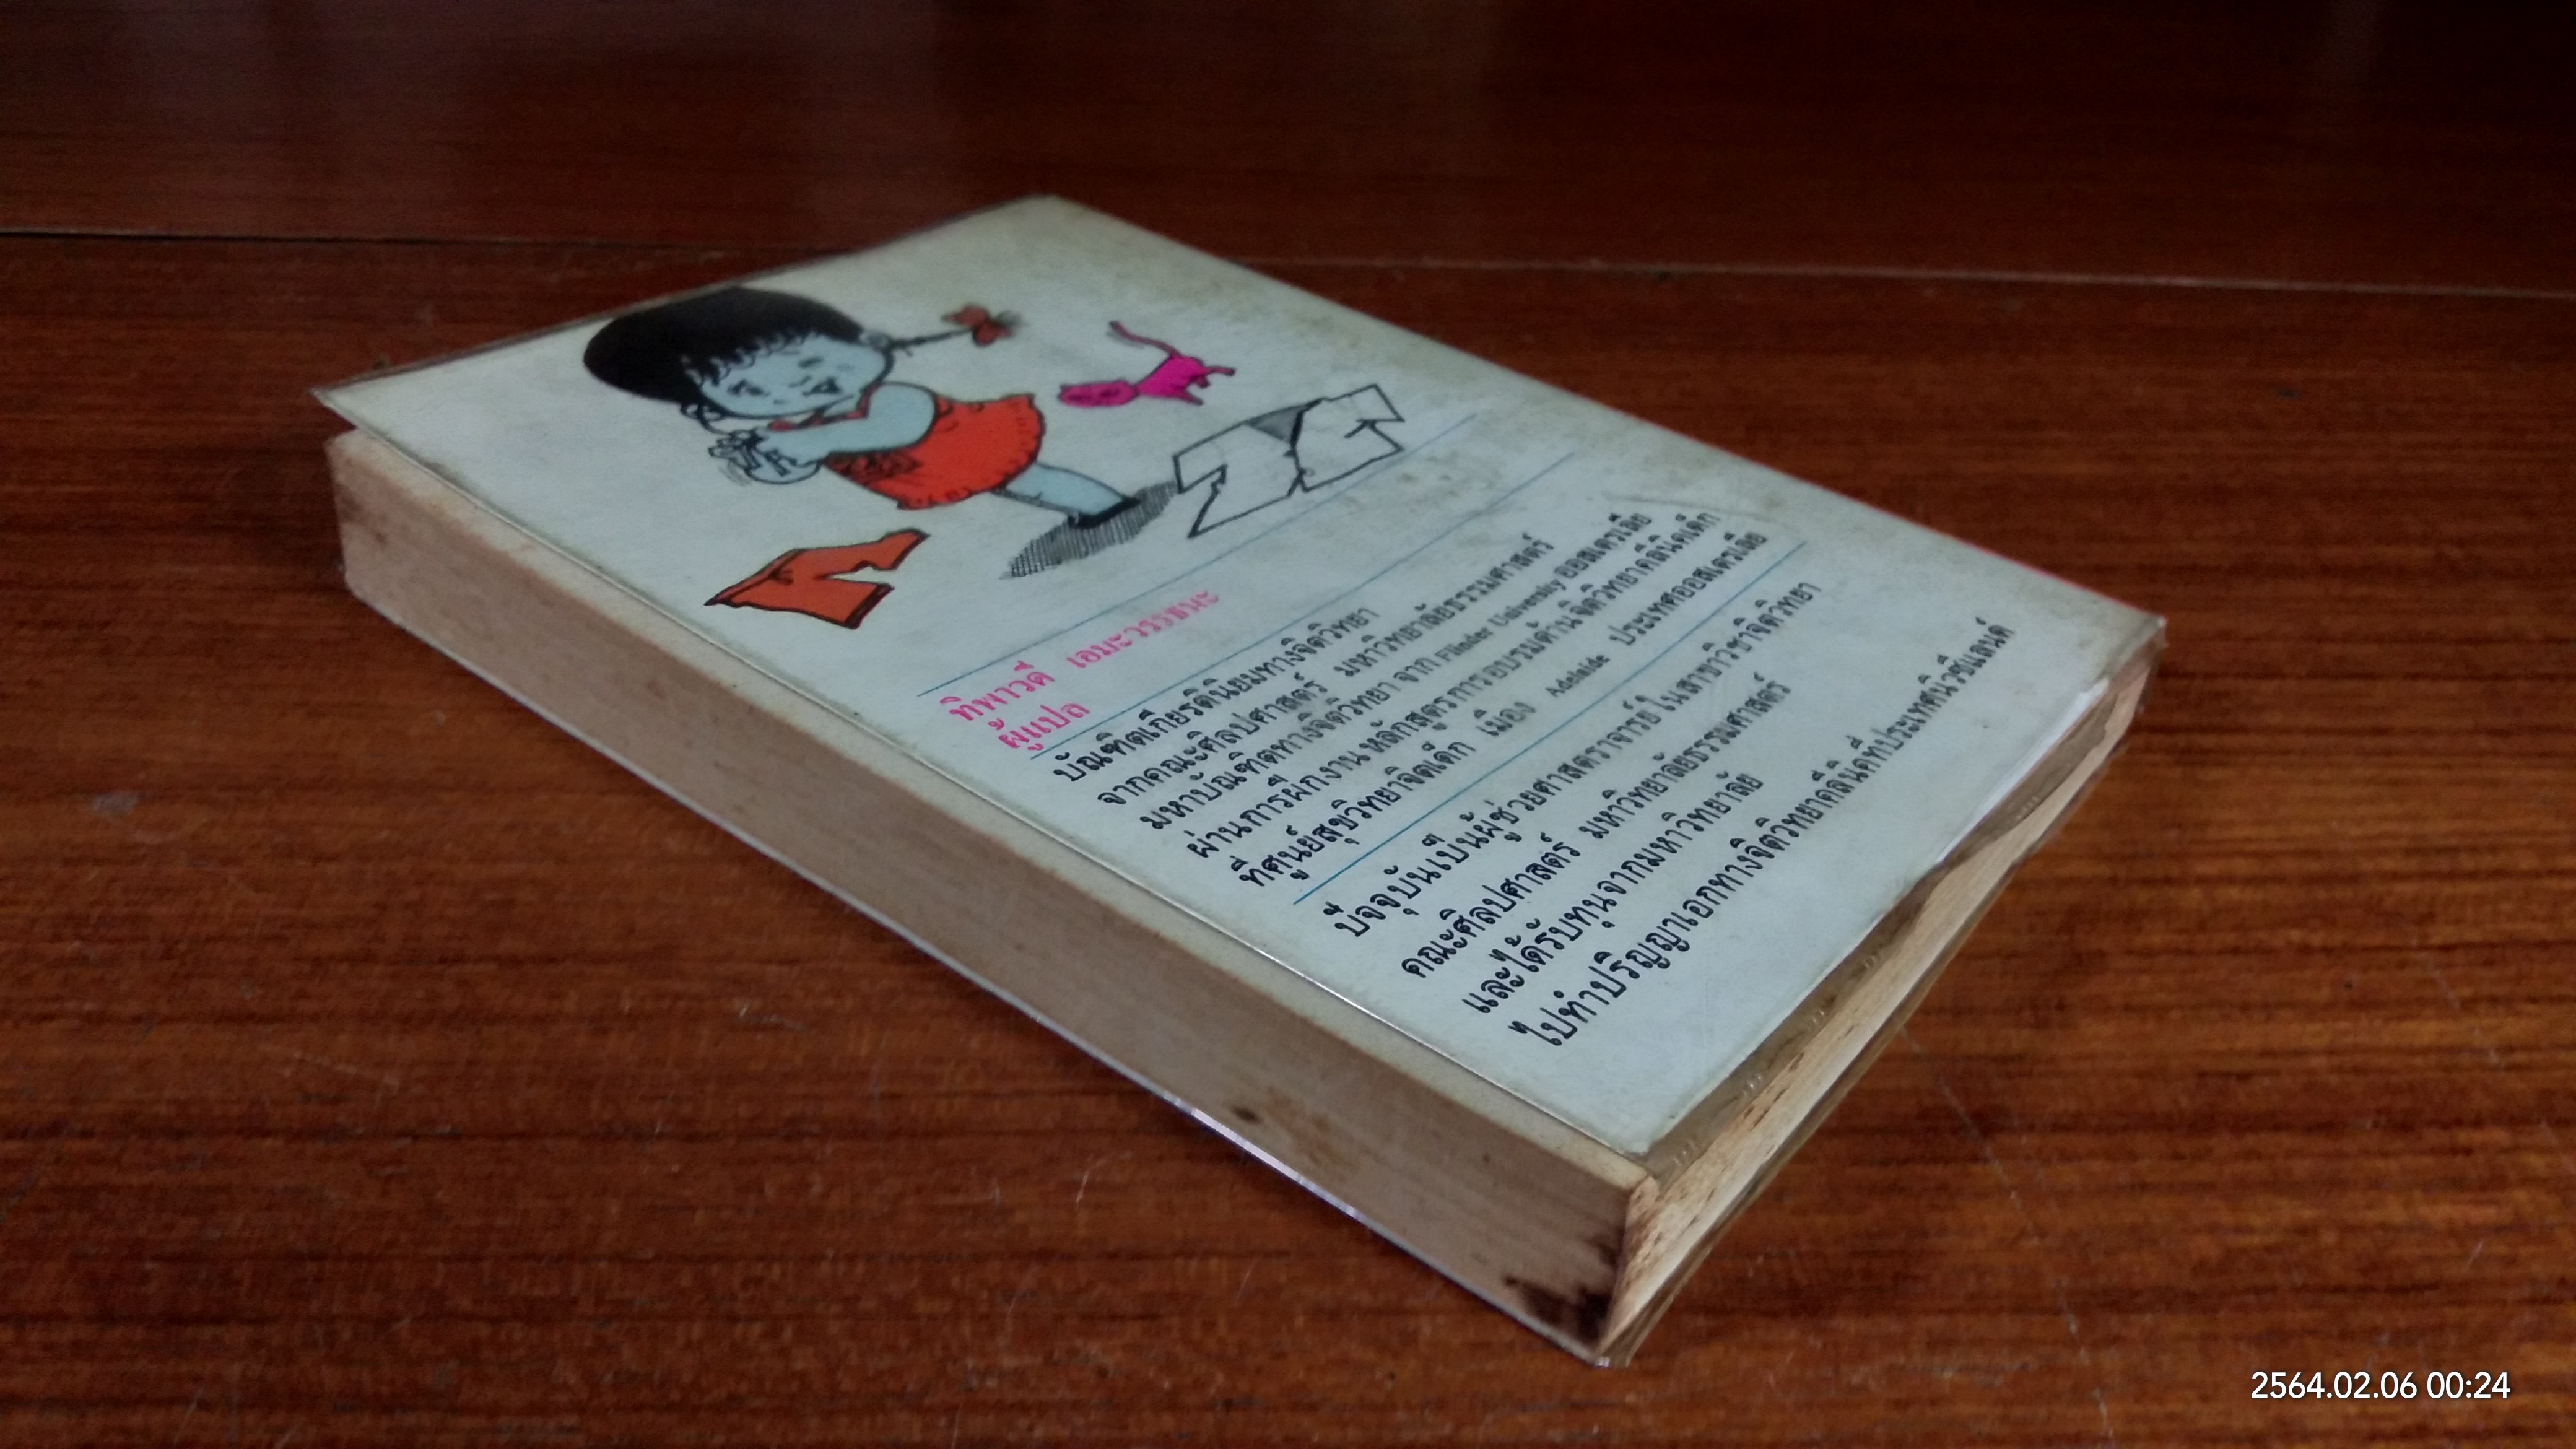 ทิพาวดี เอมะวรรธนะ
ผู้แปล
บัณฑิตเกียรตินิยมทางจิตวิทยา
จากคณะศิลปศาสตร์ มหาวิทยาลัยธรรมศาสตร์
มหาบัณฑิตทางจิตวิทยา จาก Flinder University ออสเตรเลีย
ผ่านการฝึกงานหลักสูตรการอบรมด้านจิตวิทยาคลีนิคเด็ก
ที่ศูนย์สุขวิทยาจิตเด็ก เมือง Adelaide ประเทศออสเตรเลีย
ปัจจุบันเป็นผู้ช่วยศาสตราจารย์ ในสาขาวิชาจิตวิทยา
คณะศิลปศาสตร์ มหาวิทยาลัยธรรมศาสตร์
และได้รับทุนจากมหาวิทยาลัย
ไปทำปริญญาเอกทางจิตวิทยาคลีนิคที่ประเทศนิวซีแลนด์
2564.02.06 00:24